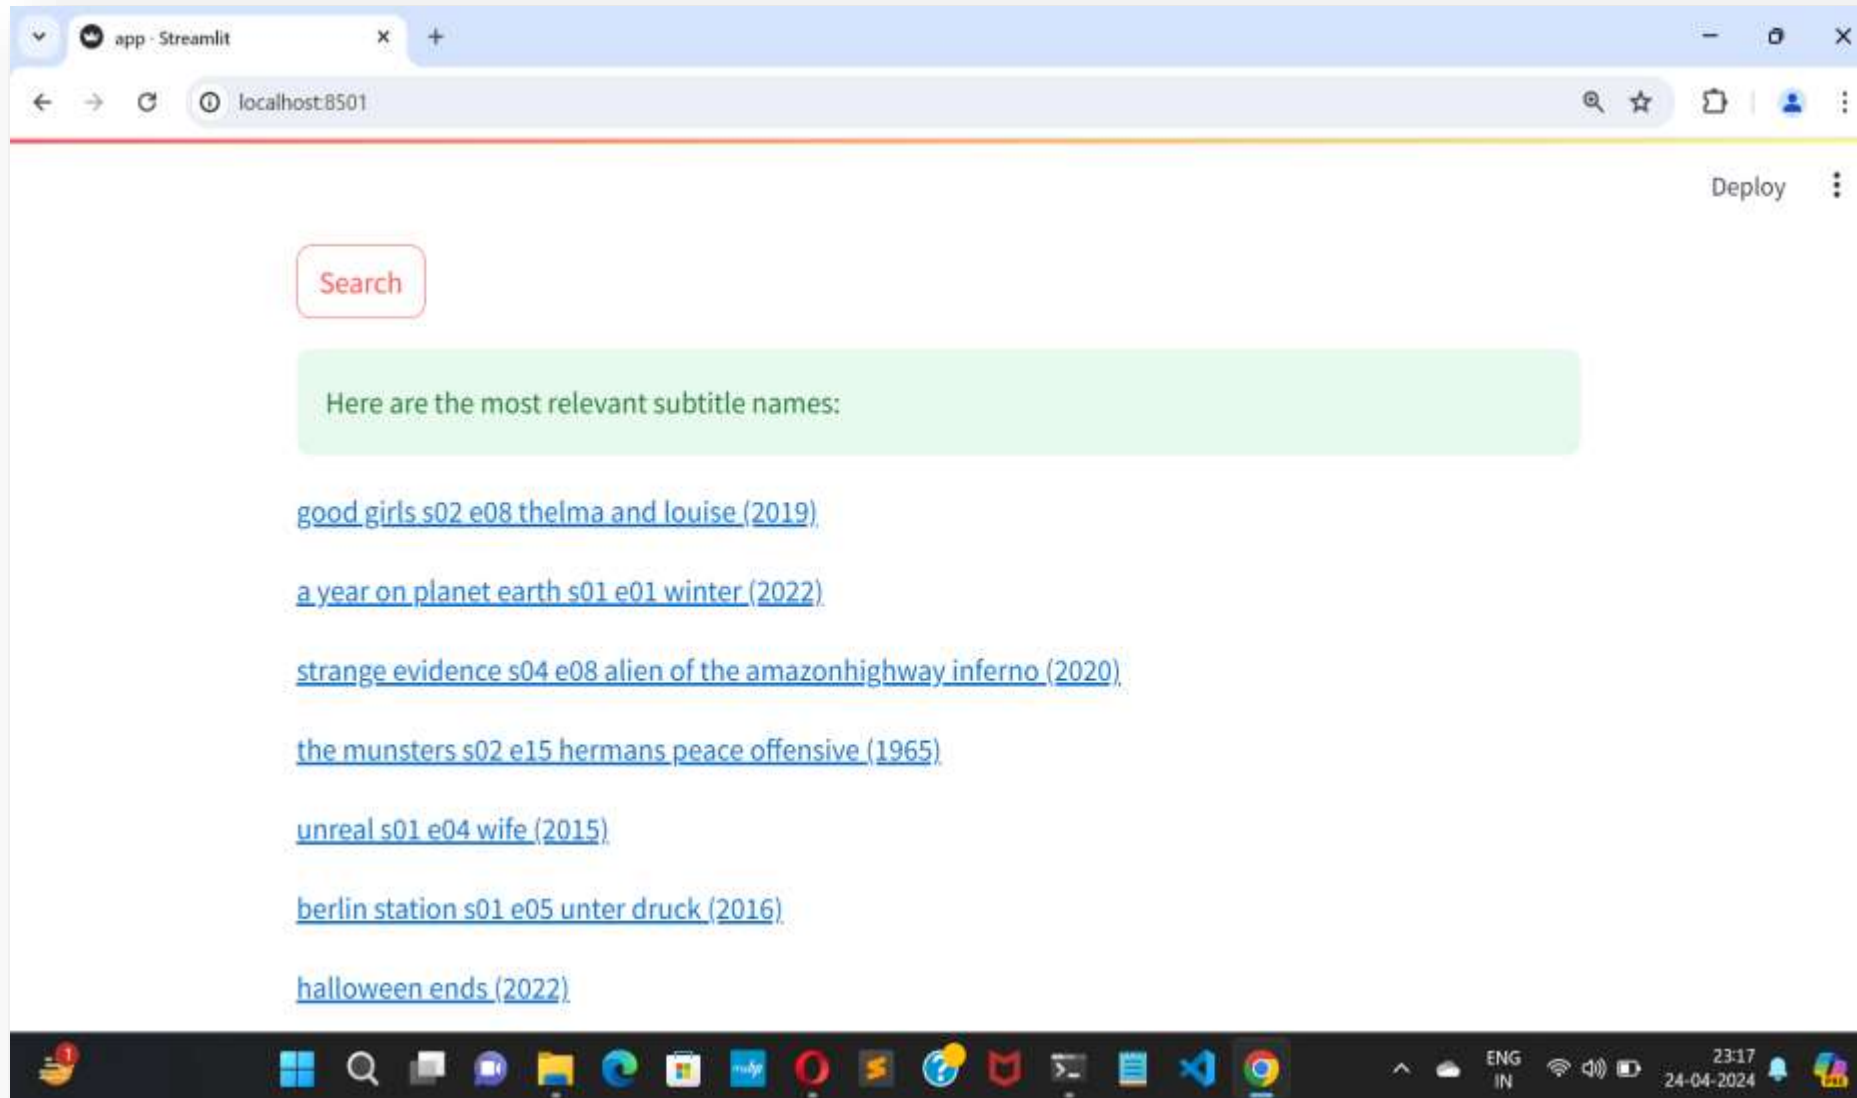 app · Streamlit
localhost:8501
Deploy
Search
Here are the most relevant subtitle names:
good girls s02 e08 thelma and louise (2019)
a year on planet earth s01 e01 winter (2022)
strange evidence s04 e08 alien of the amazonhighway inferno (2020)
the munsters s02 e15 hermans peace offensive (1965)
unreal s01 e04 wife (2015)
berlin station s01 e05 unter druck (2016)
halloween ends (2022)
1
ENG
IN
23:17
24-04-2024
PRE